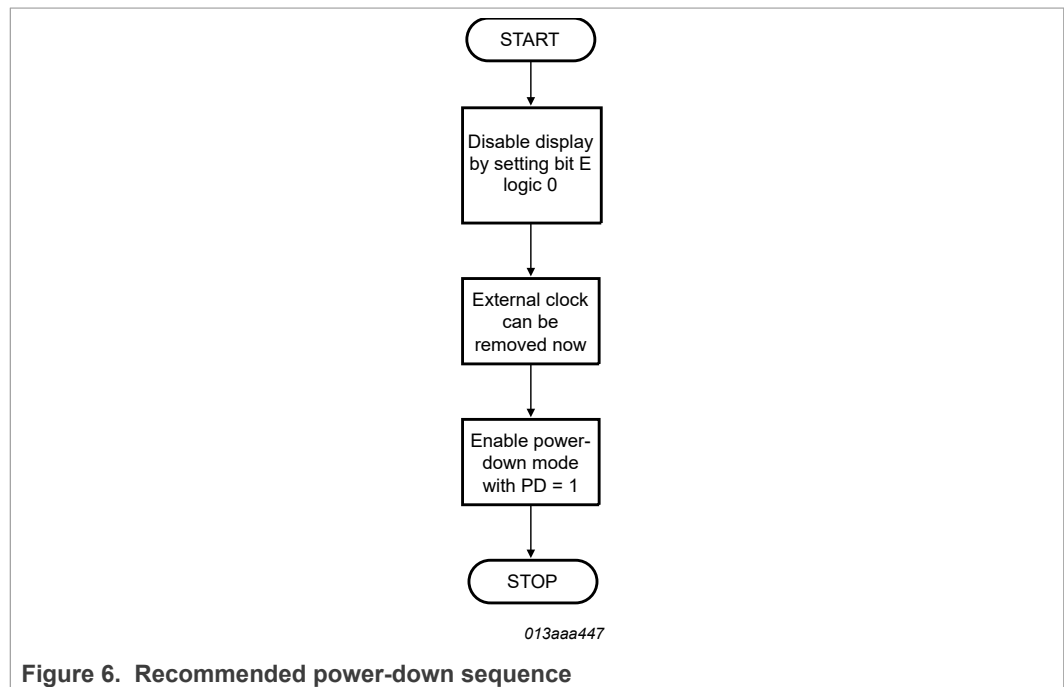 START
Disable display
by setting bit E
logic 0
External clock
can be
removed now
Enable power-
down mode
with PD = 1
STOP
013aaa447
Figure 6. Recommended power-down sequence